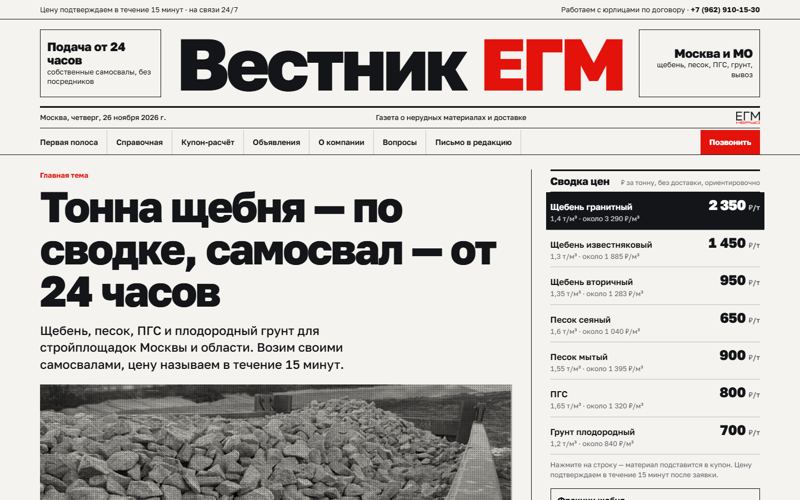 Цену подтверждаем в течение 15 минут · на связи 24/7
Работаем с юрлицами по договору · +7 (962) 910-15-30
Подача от 24
часов
собственные самосвалы, без
посредников
Вестник ЕГМ
Москва и МО
щебень, песок, ПГС, грунт,
вывоз
Москва, четверг, 26 ноября 2026 г.
Газета о нерудных материалах и доставке
ЕГМ
Первая полоса
Справочная
Купон-расчёт
Объявления
О компании
Вопросы
Письмо в редакцию
Позвонить
Главная тема
Тонна щебня — по
сводке, самосвал — от
24 часов
Щебень, песок, ПГС и плодородный грунт для
стройплощадок Москвы и области. Возим своими
самосвалами, цену называем в течение 15 минут.
Сводка цен
₽ за тонну, без доставки, ориентировочно
Щебень гранитный 2 350 ₽/т
1,4 т/м³ · около 3 290 ₽/м³
Щебень известняковый 1 450 ₽/т
1,3 т/м³ · около 1 885 ₽/м³
Щебень вторичный 950 ₽/т
1,35 т/м³ · около 1 283 ₽/м³
Песок сеяный 650 ₽/т
1,6 т/м³ · около 1 040 ₽/м³
Песок мытый 900 ₽/т
1,55 т/м³ · около 1 395 ₽/м³
ПГС 800 ₽/т
1,65 т/м³ · около 1 320 ₽/м³
Грунт плодородный 700 ₽/т
1,2 т/м³ · около 840 ₽/м³
Нажмите на строку — материал подставится в купон. Цену
подтверждаем в течение 15 минут после заявки.